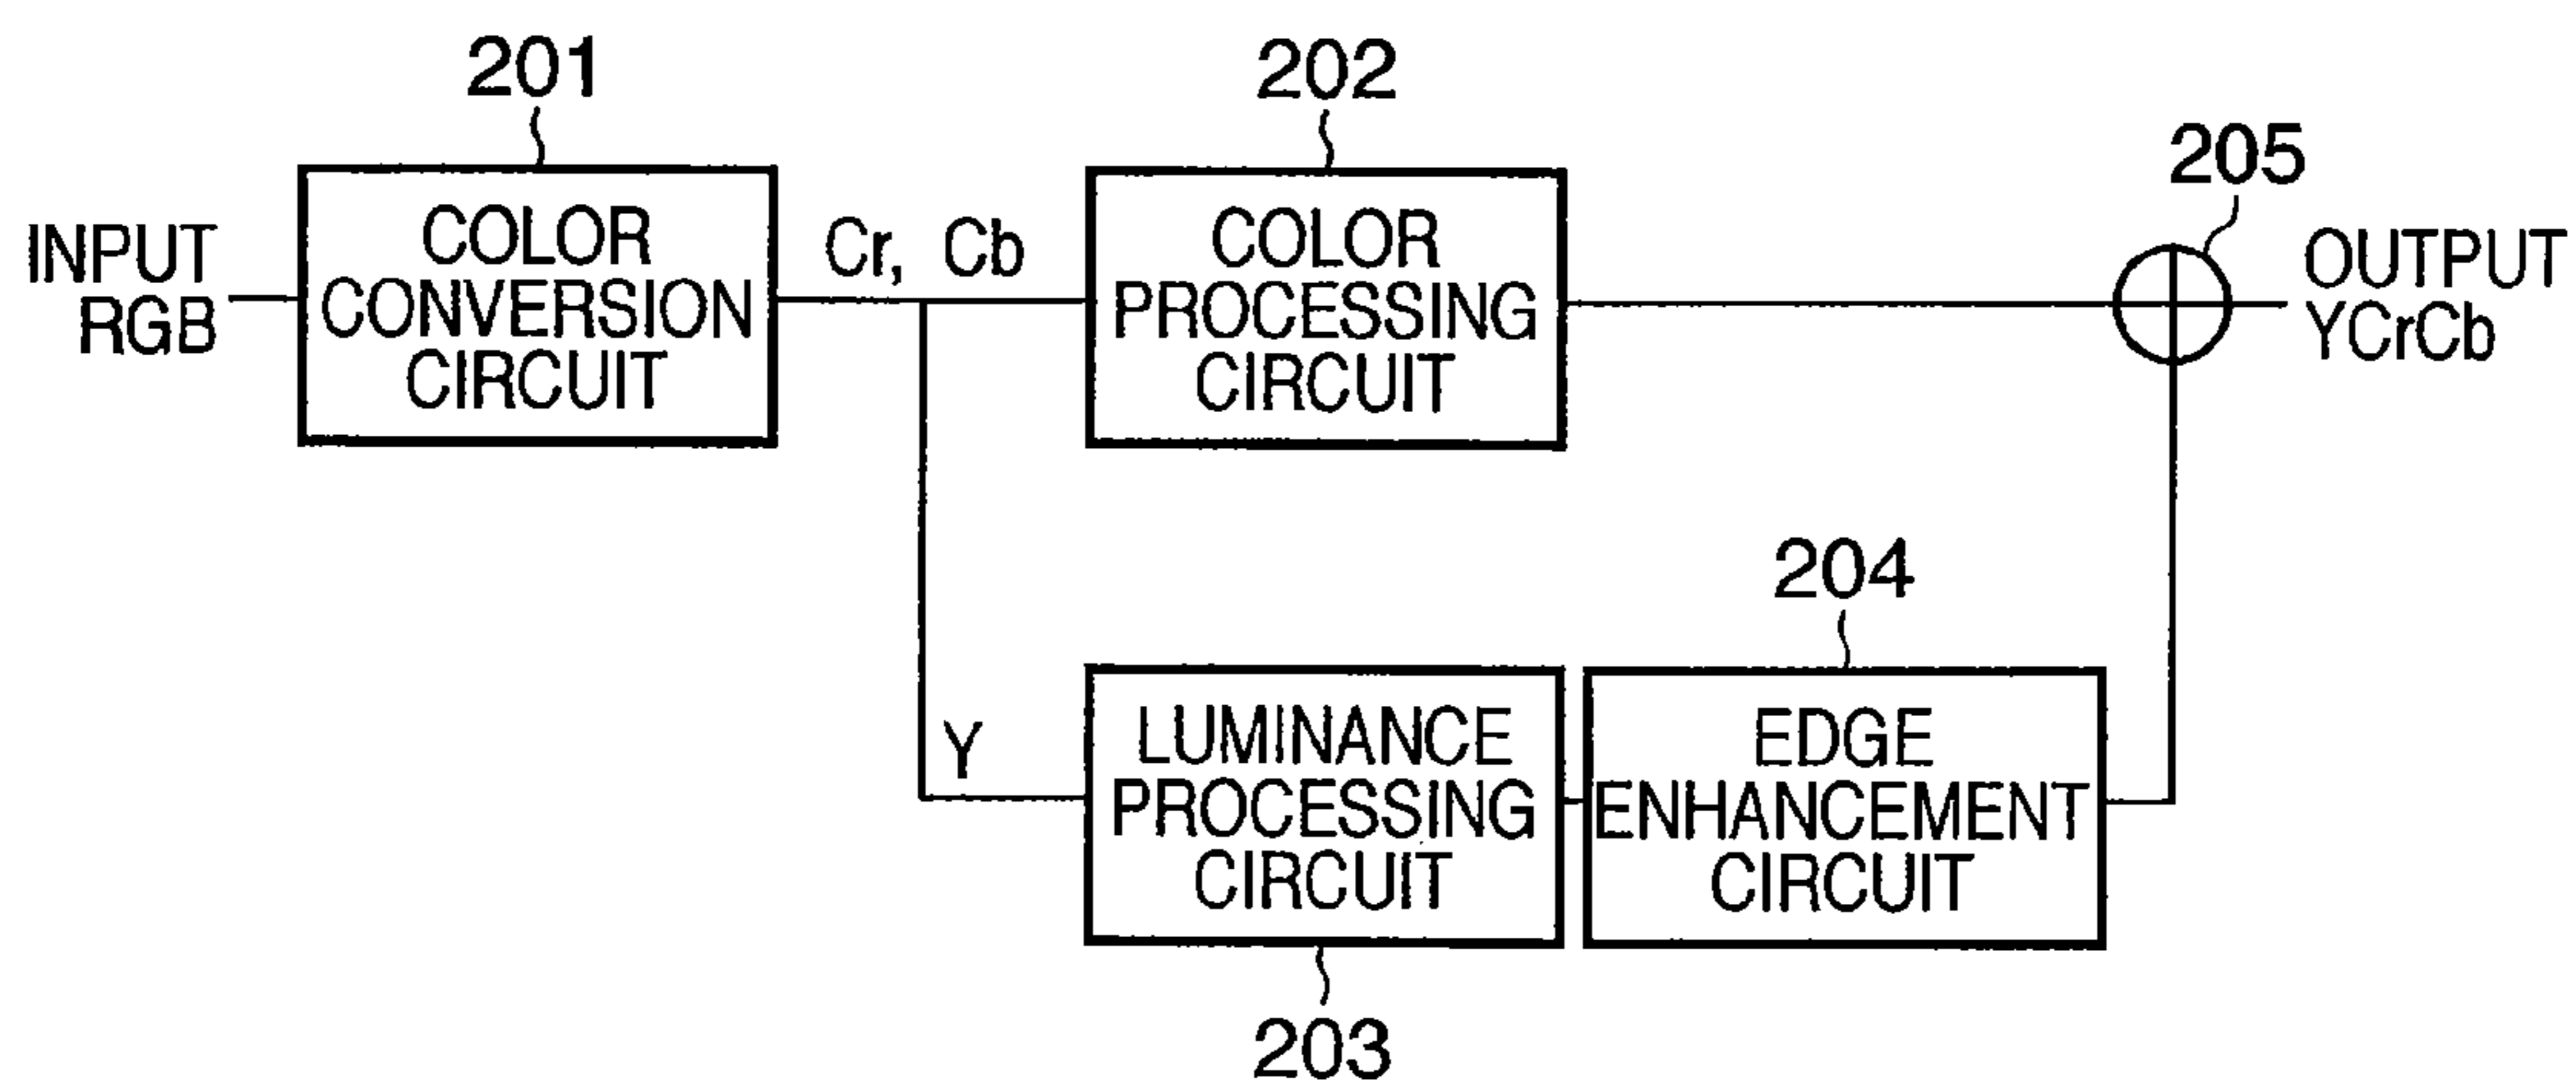 201
202
205
INPUT
RGB
COLOR
CONVERSION
CIRCUIT
Cr, Cb
COLOR
PROCESSING
CIRCUIT
OUTPUT
YCrCb
204
Y
LUMINANCE
PROCESSING
CIRCUIT
EDGE
ENHANCEMENT
CIRCUIT
203